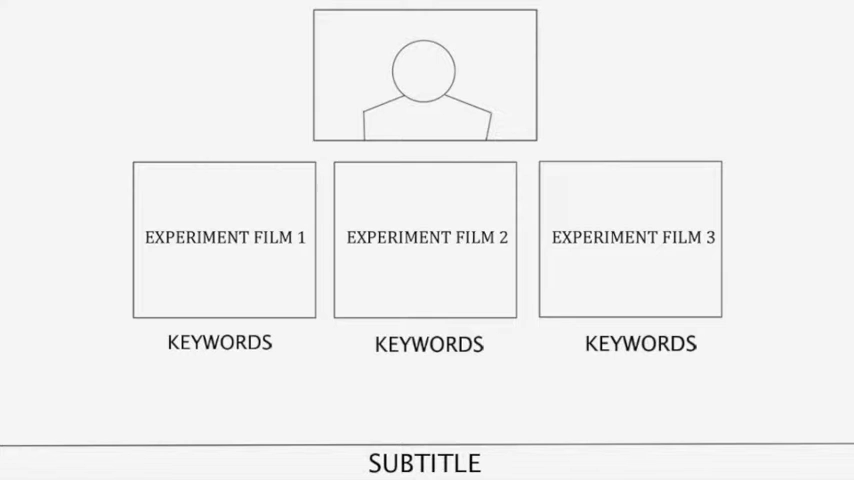 EXPERIMENT FILM 1
EXPERIMENT FILM 2
EXPERIMENT FILM 3
KEYWORDS
KEYWORDS
KEYWORDS
SUBTITLE